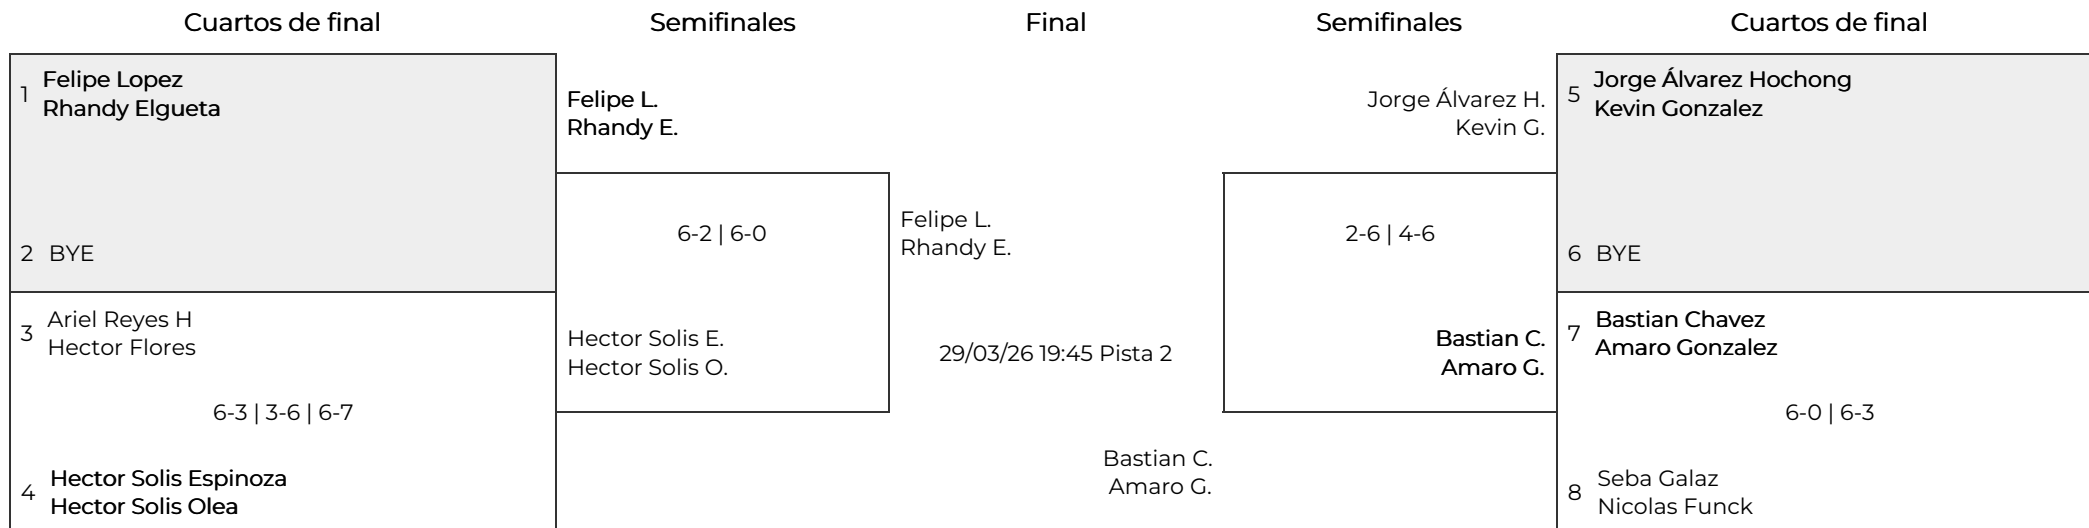 Cuartos de final
Semifinales
Final
Semifinales
Cuartos de final
1
Felipe Lopez
Rhandy Elgueta
2 BYE
3
Ariel Reyes H
Hector Flores
6-3 | 3-6 | 6-7
4
Hector Solis Espinoza
Hector Solis Olea
Felipe L.
Rhandy E.
6-2 | 6-0
Hector Solis E.
Hector Solis O.
Felipe L.
Rhandy E.
29/03/26 19:45 Pista 2
Bastian C.
Amaro G.
Jorge Álvarez H.
Kevin G.
2-6 | 4-6
Bastian C.
Amaro G.
5
Jorge Álvarez Hochong
Kevin Gonzalez
6 BYE
7
Bastian Chavez
Amaro Gonzalez
6-0 | 6-3
8
Seba Galaz
Nicolas Funck